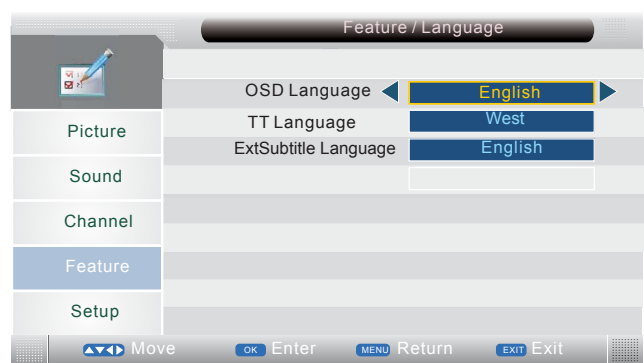 Feature / Language
OSD Language English
TT Language West
ExtSubtitle Language English
Picture
Sound
Channel
Feature
Setup
Move OK Enter MENU Return EXIT Exit